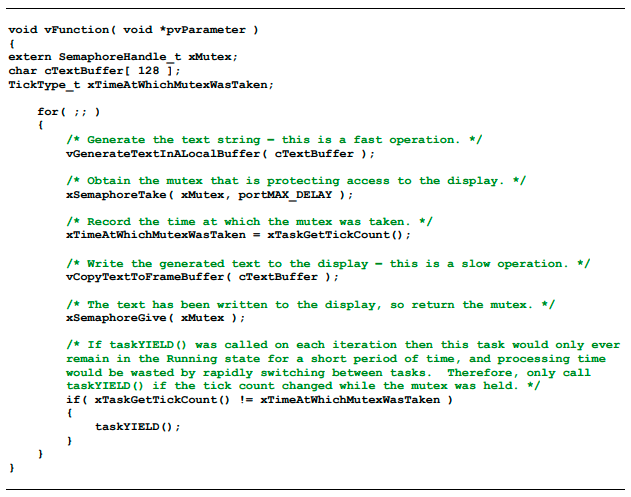 void vFunction( void *pvParameter )
{
extern SemaphoreHandle_t xMutex;
char cTextBuffer[ 128 ];
TickType_t xTimeAtWhichMutexWasTaken;
for( ;; )
{
/* Generate the text string – this is a fast operation. */
vGenerateTextInALocalBuffer( cTextBuffer );
/* Obtain the mutex that is protecting access to the display. */
xSemaphoreTake( xMutex, portMAX_DELAY );
/* Record the time at which the mutex was taken. */
xTimeAtWhichMutexWasTaken = xTaskGetTickCount();
/* Write the generated text to the display – this is a slow operation. */
vCopyTextToFrameBuffer( cTextBuffer );
/* The text has been written to the display, so return the mutex. */
xSemaphoreGive( xMutex );
/* If taskYIELD() was called on each iteration then this task would only ever
remain in the Running state for a short period of time, and processing time
would be wasted by rapidly switching between tasks.  Therefore, only call
taskYIELD() if the tick count changed while the mutex was held. */
if( xTaskGetTickCount() != xTimeAtWhichMutexWasTaken )
{
taskYIELD();
}
}
}